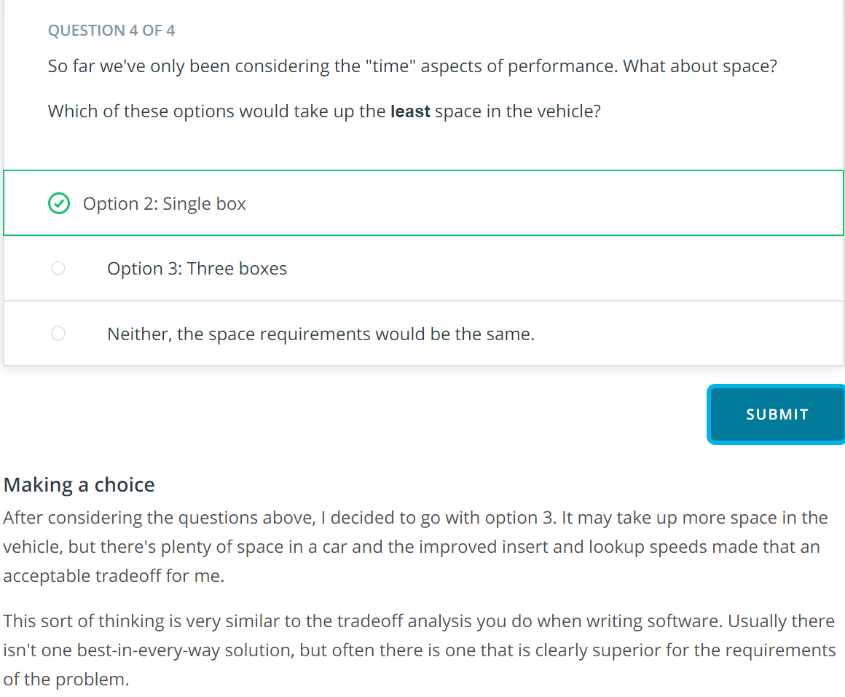 QUESTION 4 OF 4
So far we've only been considering the "time" aspects of performance. What about space?
Which of these options would take up the least space in the vehicle?
Option 2: Single box
Option 3: Three boxes
Neither, the space requirements would be the same.
SUBMIT
Making a choice
After considering the questions above, I decided to go with option 3. It may take up more space in the
vehicle, but there's plenty of space in a car and the improved insert and lookup speeds made that an
acceptable tradeoff for me.
This sort of thinking is very similar to the tradeoff analysis you do when writing software. Usually there
isn't one best-in-every-way solution, but often there is one that is clearly superior for the requirements
of the problem.